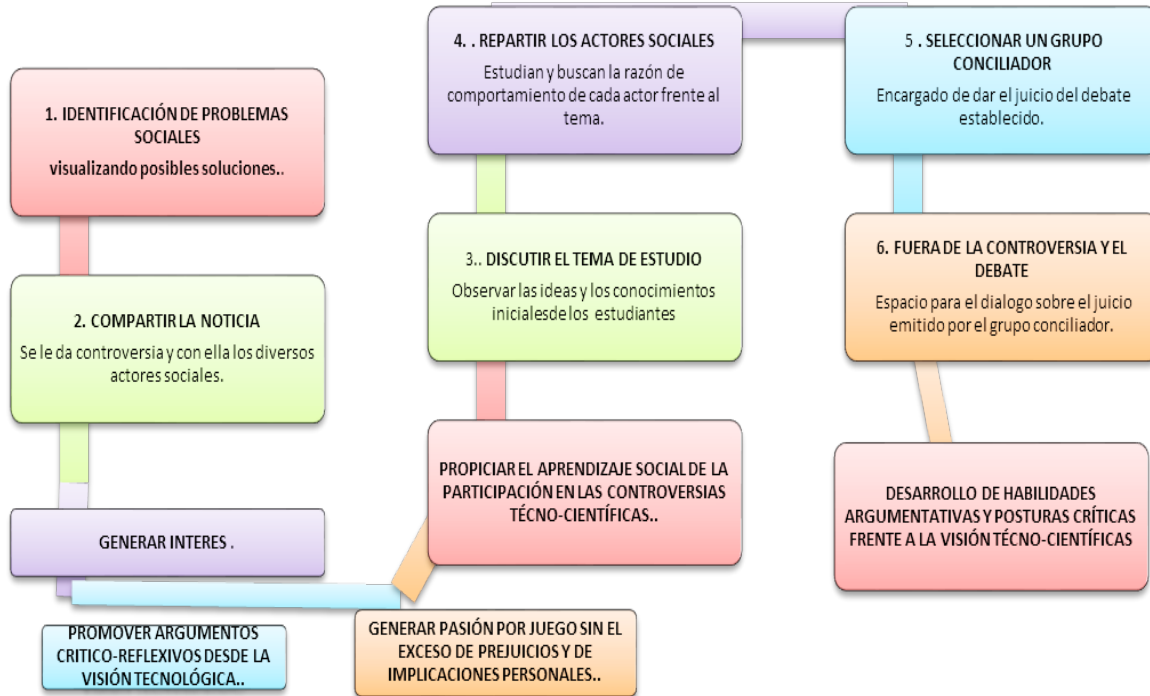 1. IDENTIFICACIÓN DE PROBLEMAS
SOCIALES
visualizando posibles soluciones..
2. COMPARTIR LA NOTICIA
Se le da controversia y con ella los diversos
actores sociales.
GENERAR INTERES .
PROMOVER ARGUMENTOS
CRITICO-REFLEXIVOS DESDE LA
VISIÓN TECNOLÓGICA..
GENERAR PASIÓN POR JUEGO SIN EL
EXCESO DE PREJUICIOS Y DE
IMPLICACIONES PERSONALES..
PROPICIAR EL APRENDIZAJE SOCIAL DE LA
PARTICIPACIÓN EN LAS CONTROVERSIAS
TÉCNO-CIENTÍFICAS..
3.. DISCUTIR EL TEMA DE ESTUDIO
Observar las ideas y los conocimientos
inicialesde los estudiantes
4. . REPARTIR LOS ACTORES SOCIALES
Estudian y buscan la razón de
comportamiento de cada actor frente al
tema.
5 . SELECCIONAR UN GRUPO
CONCILIADOR
Encargado de dar el juicio del debate
establecido.
6. FUERA DE LA CONTROVERSIA Y EL
DEBATE
Espacio para el dialogo sobre el juicio
emitido por el grupo conciliador.
DESARROLLO DE HABILIDADES
ARGUMENTATIVAS Y POSTURAS CRÍTICAS
FRENTE A LA VISIÓN TÉCNO-CIENTÍFICAS